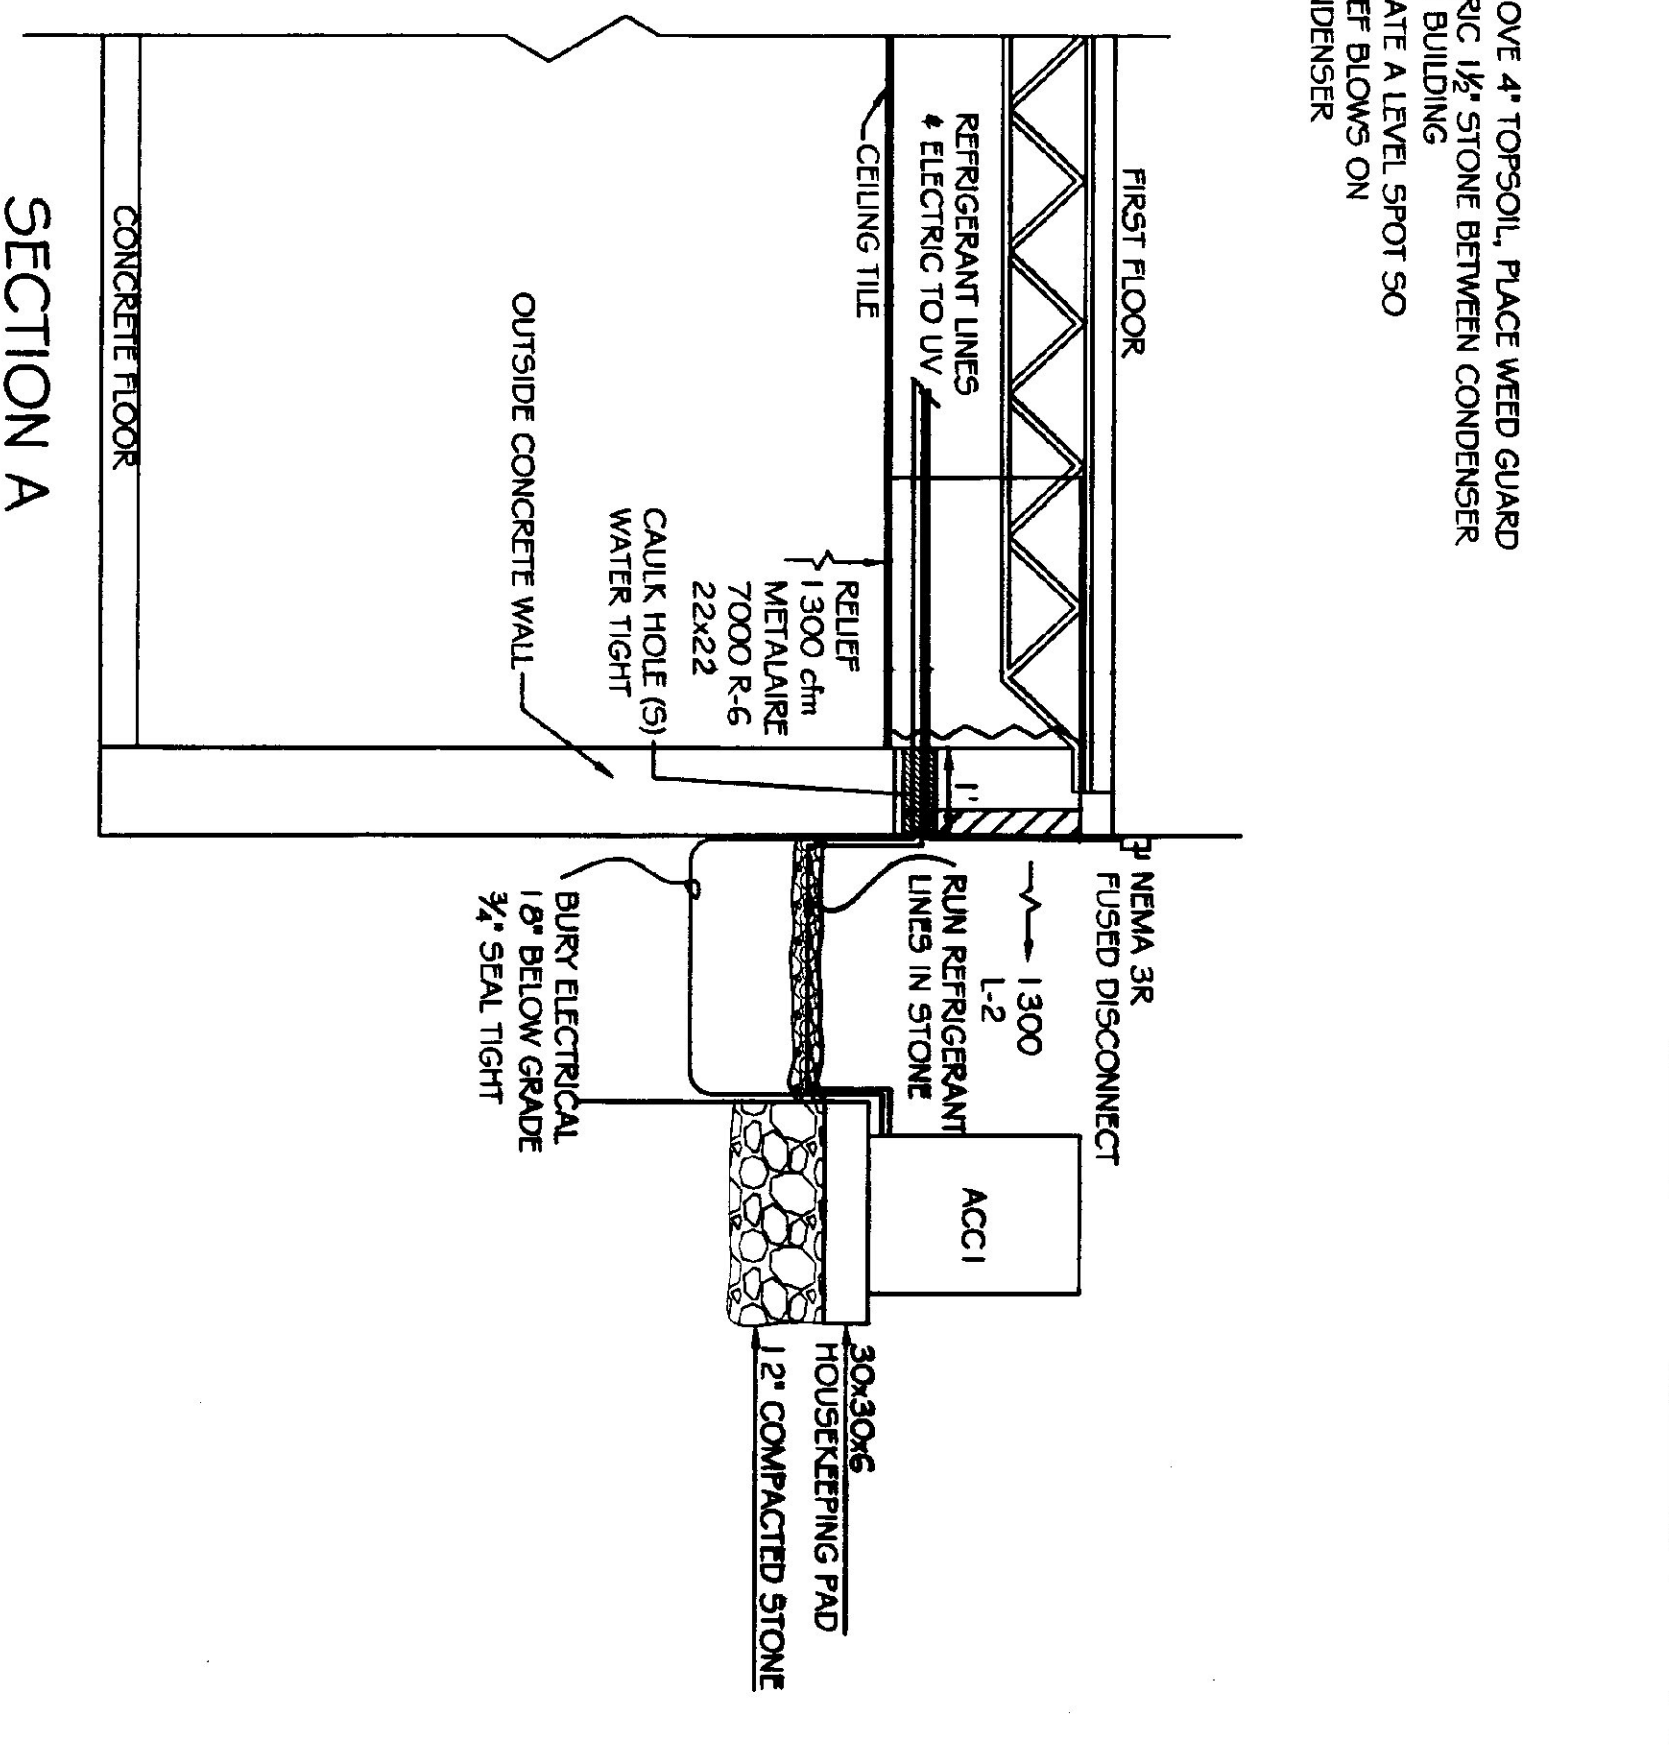 OVE 4" TOPSOIL, PLACE WEED GUARD
RIC 1½" STONE BETWEEN CONDENSER
BUILDING
ATE A LEVEL SPOT SO
EF BLOWS ON
NDENSER
FIRST FLOOR
REFRIGERANT LINES
& ELECTRIC TO UV
CEILING TILE
RELIEF
1300 cfm
METALAIRE
7000 R-6
22x22
CAULK HOLE (S)
WATER TIGHT
OUTSIDE CONCRETE WALL
CONCRETE FLOOR
1'
NEMA 3R
FUSED DISCONNECT
1300
L-2
RUN REFRIGERANT
LINES IN STONE
ACC1
BURY ELECTRICAL
18" BELOW GRADE
¾" SEAL TIGHT
30x30x6
HOUSEKEEPING PAD
12" COMPACTED STONE
SECTION A